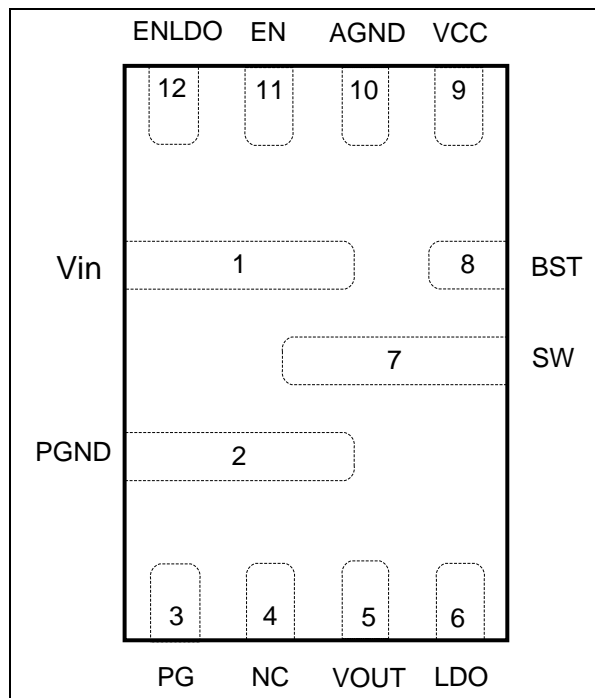 ENLDO EN AGND VCC
12 11 10 9
Vin 1 8 BST
7 SW
PGND 2
3 4 5 6
PG NC VOUT LDO